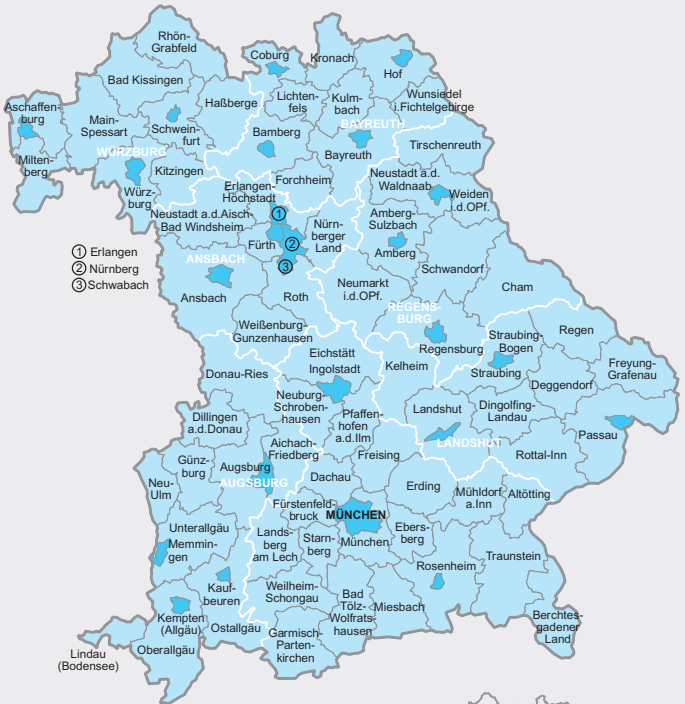 Rhön-
Grabfeld
Coburg
Kronach
Hof
Bad Kissingen
Lichten-
fels
Kulm-
bach
Wunsiedel
i.Fichtelgebirge
Aschaffen-
burg
Main-
Spessart
Schwein-
furt
Haßberge
BAYREUTH
Bamberg
Bayreuth
Tirschenreuth
Milten-
berg
WÜRZBURG
Kitzingen
Würz-
burg
Forchheim
Neustadt a.d.
Waldnaab
Weiden
i.d.OPf.
Erlangen-
Höchstadt
Neustadt a.d.Aisch-
Bad Windsheim
1
Fürth
2
3
Nürn-
berger
Land
Amberg-
Sulzbach
Amberg
1 Erlangen
2 Nürnberg
3 Schwabach
ANSBACH
Ansbach
Roth
Neumarkt
i.d.OPf.
Schwandorf
Cham
Weißenburg-
Gunzenhausen
REGENS-
BURG
Regensburg
Straubing-
Bogen
Straubing
Regen
Freyung-
Grafenau
Eichstätt
Ingolstadt
Kelheim
Deggendorf
Donau-Ries
Neuburg-
Schroben-
hausen
Pfaffen-
hofen
a.d.Ilm
Landshut
LANDSHUT
Dingolfing-
Landau
Passau
Rottal-Inn
Dillingen
a.d.Donau
Aichach-
Friedberg
Freising
Günz-
burg
Augsburg
AUGSBURG
Dachau
Erding
Mühldorf
a.Inn
Altötting
Neu-
Ulm
Fürstenfeld-
bruck
MÜNCHEN
München
Ebers-
berg
Unterallgäu
Memmin-
gen
Lands-
berg
am Lech
Starn-
berg
Rosenheim
Traunstein
Kauf-
beuren
Weilheim-
Schongau
Bad
Tölz-
Wolfrats-
hausen
Miesbach
Berchtes-
gadener
Land
Kempten
(Allgäu)
Ostallgäu
Garmisch-
Parten-
kirchen
Lindau
(Bodensee)
Oberallgäu